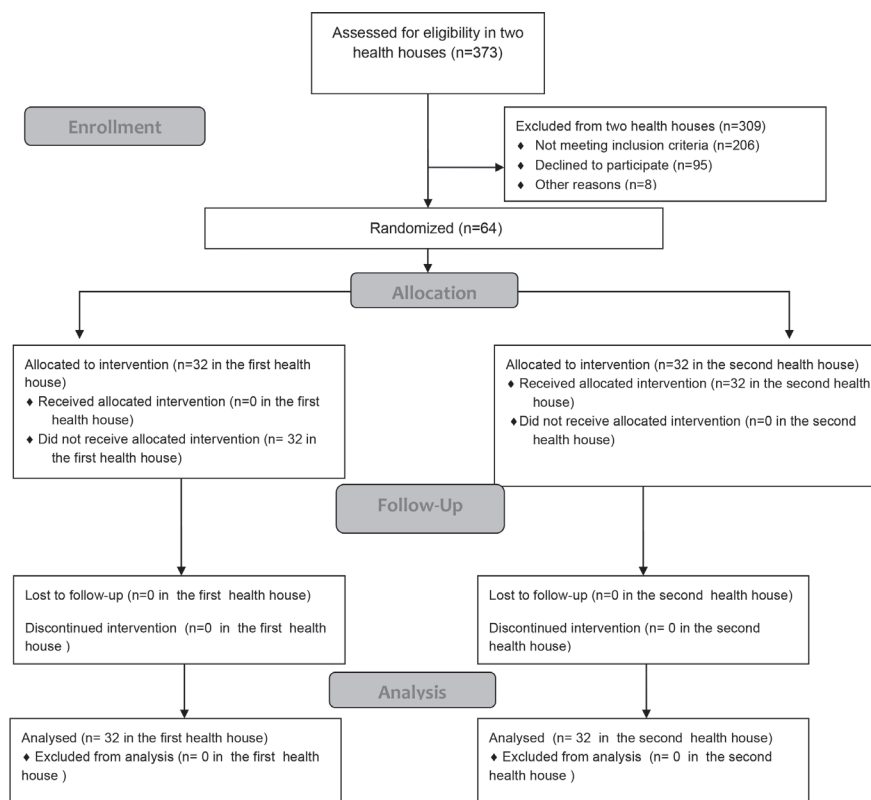 Assessed for eligibility in two
health houses (n=373)
Enrollment
Excluded from two health houses (n=309)
♦ Not meeting inclusion criteria (n=206)
♦ Declined to participate (n=95)
♦ Other reasons (n=8)
Randomized (n=64)
Allocation
Allocated to intervention (n=32 in the first health
house)
♦ Received allocated intervention (n=0 in the first
health house)
♦ Did not receive allocated intervention (n= 32 in
the first health house)
Allocated to intervention (n=32 in the second health house)
♦ Received allocated intervention (n=32 in the second health
house)
♦Did not receive allocated intervention (n=0 in the second
health house)
Follow-Up
Lost to follow-up (n=0 in the first health house)
Discontinued intervention (n=0 in the first health
house )
Lost to follow-up (n=0 in the second health house)
Discontinued intervention (n= 0 in the second
health house)
Analysis
Analysed (n= 32 in the first health house)
♦ Excluded from analysis (n= 0 in the first health
house )
Analysed (n= 32 in the second health house)
♦ Excluded from analysis (n= 0 in the second
health house )